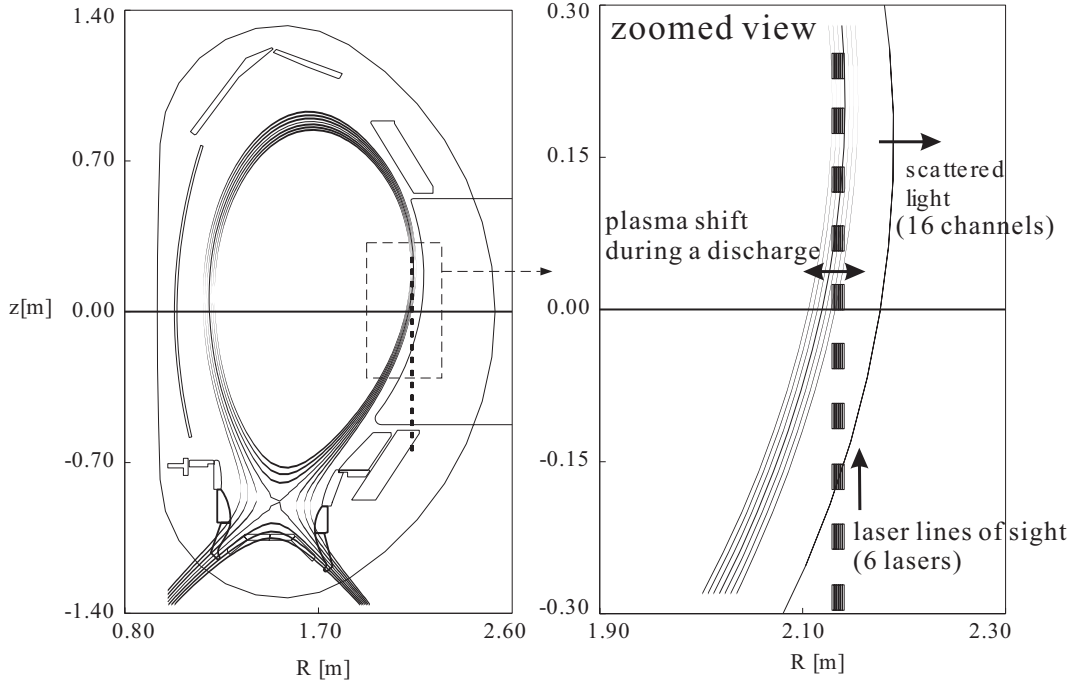 1.40
0.70
z[m]
0.00
-0.70
-1.40
0.80
1.70
2.60
R [m]
0.30
zoomed view
0.15
scattered
light
(16 channels)
plasma shift
during a discharge
0.00
-0.15
laser lines of sight
(6 lasers)
-0.30
1.90
2.10
2.30
R [m]